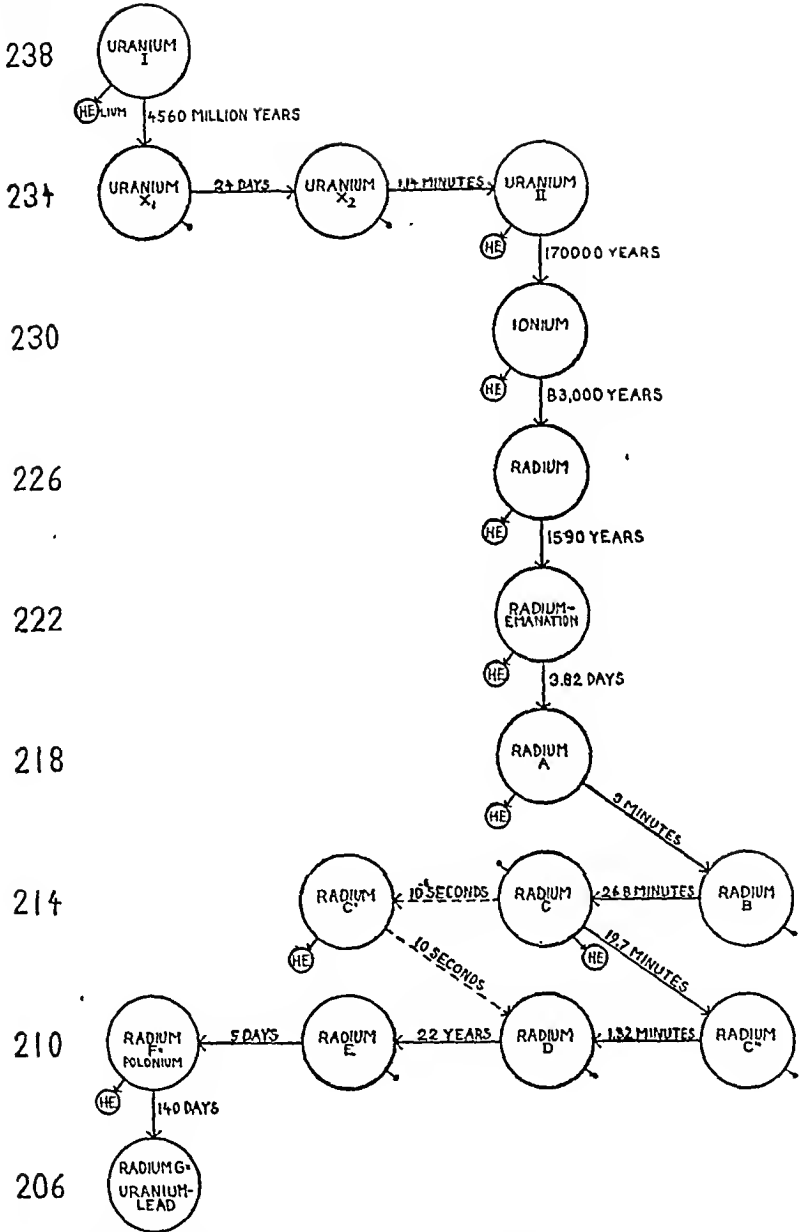 238
URANIUM
I
HELIUM
4560 MILLION YEARS
234
URANIUM
X₁
24 DAYS
URANIUM
X₂
1.14 MINUTES
URANIUM
II
HE
170000 YEARS
230
IONIUM
HE
83,000 YEARS
226
RADIUM
HE
1590 YEARS
222
RADIUM-
EMANATION
HE
3.82 DAYS
218
RADIUM
A
HE
3 MINUTES
214
RADIUM
C'
SECONDS
RADIUM
C
26.8 MINUTES
RADIUM
B
HE
10 SECONDS
HE
19.7 MINUTES
210
RADIUM
F=
POLONIUM
5 DAYS
RADIUM
E
22 YEARS
RADIUM
D
1.32 MINUTES
RADIUM
C"
HE
140 DAYS
206
RADIUM G=
URANIUM-
LEAD